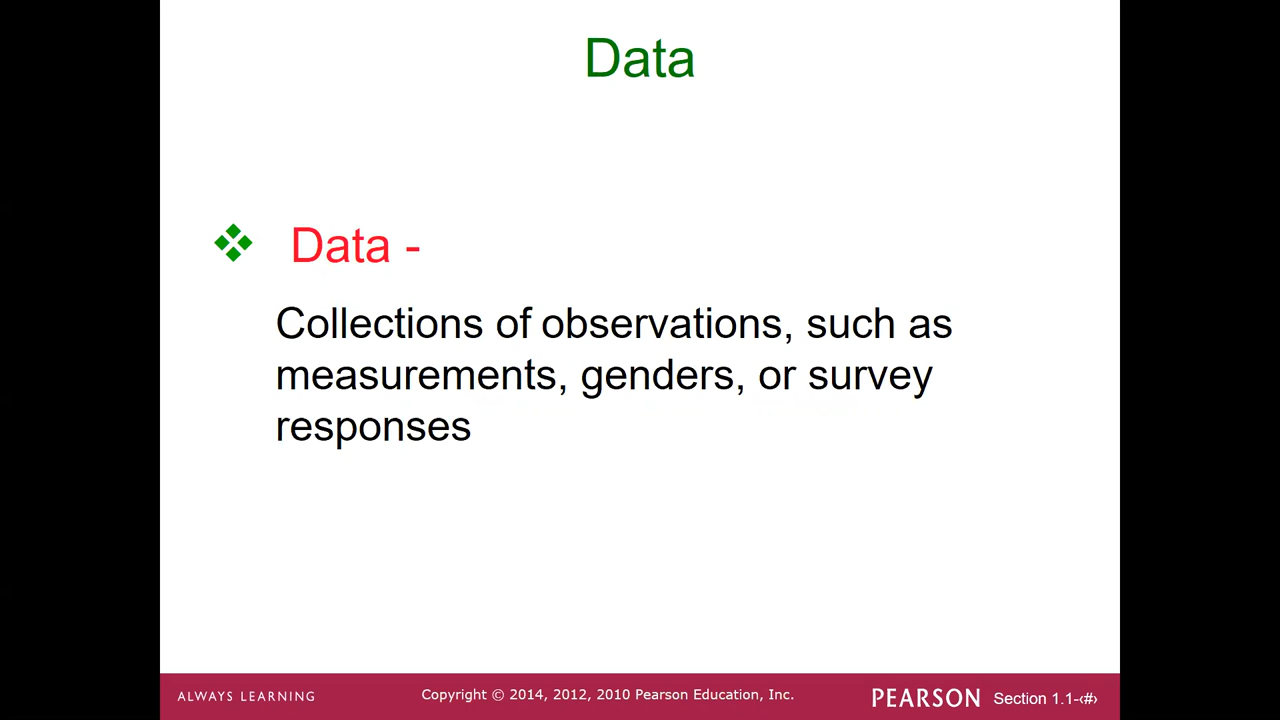 Data
Data -
Collections of observations, such as
measurements, genders, or survey
responses
ALWAYS LEARNING
Copyright © 2014, 2012, 2010 Pearson Education, Inc.
PEARSON
Section 1.1-‹#›